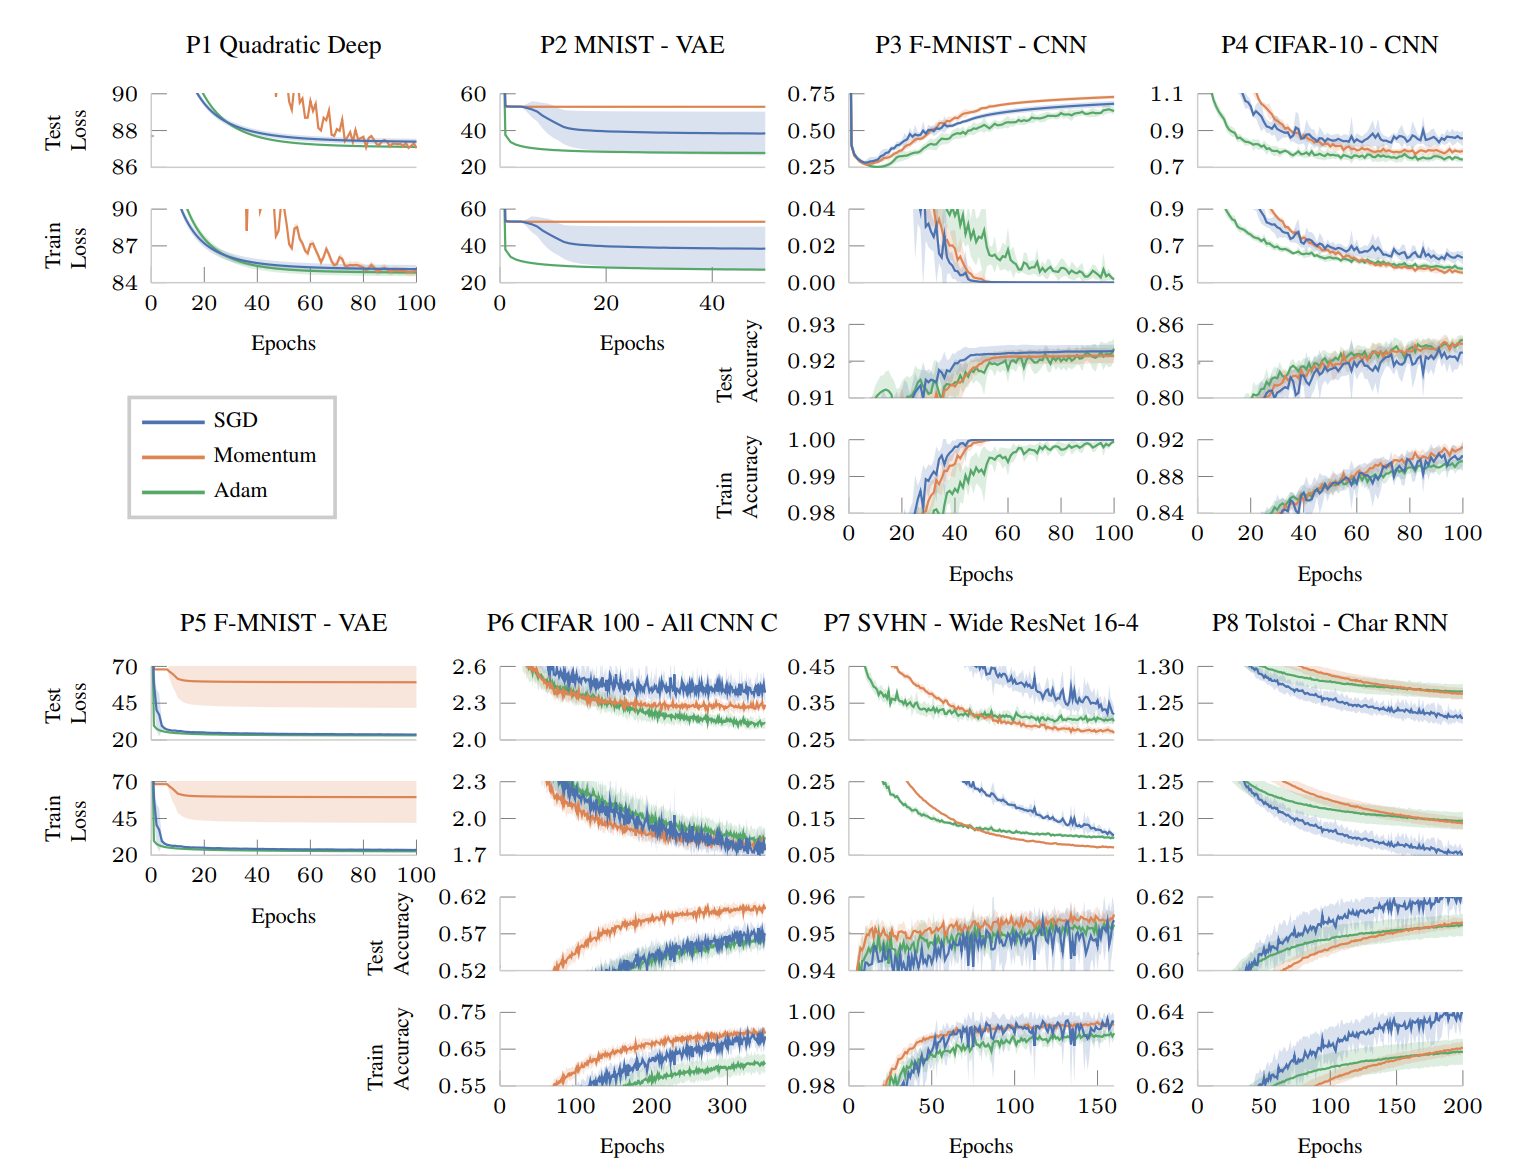 P1 Quadratic Deep
P2 MNIST - VAE
P3 F-MNIST - CNN
P4 CIFAR-10 - CNN
Test
Loss
90
88
86
60
40
20
0.75
0.50
0.25
1.1
0.9
0.7
Train
Loss
90
87
84
60
40
20
0.04
0.02
0.00
0.9
0.7
0.5
0 20 40 60 80 100
0 20 40
Epochs
Epochs
Test
Accuracy
0.93
0.92
0.91
0.86
0.83
0.80
SGD
Momentum
Adam
Train
Accuracy
1.00
0.99
0.98
0.92
0.88
0.84
0 20 40 60 80 100
0 20 40 60 80 100
Epochs
Epochs
P5 F-MNIST - VAE
P6 CIFAR 100 - All CNN C
P7 SVHN - Wide ResNet 16-4
P8 Tolstoi - Char RNN
Test
Loss
70
45
20
2.6
2.3
2.0
0.45
0.35
0.25
1.30
1.25
1.20
Train
Loss
70
45
20
2.3
2.0
1.7
0.25
0.15
0.05
1.25
1.20
1.15
0 20 40 60 80 100
Epochs
Test
Accuracy
0.62
0.57
0.52
0.96
0.95
0.94
0.62
0.61
0.60
Train
Accuracy
0.75
0.65
0.55
1.00
0.99
0.98
0.64
0.63
0.62
0 100 200 300
0 50 100 150
0 50 100 150 200
Epochs
Epochs
Epochs